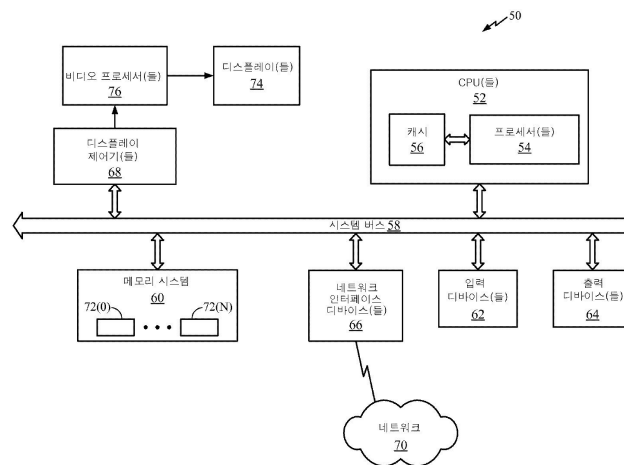 50
비디오 프로세서(들)
76
디스플레이(들)
74
CPU(들)
52
캐시
56
프로세서(들)
54
디스플레이
제어기(들)
68
시스템 버스 58
메모리 시스템
60
72(0)
72(N)
네트워크
인터페이스
디바이스(들)
66
입력
디바이스(들)
62
출력
디바이스(들)
64
네트워크
70